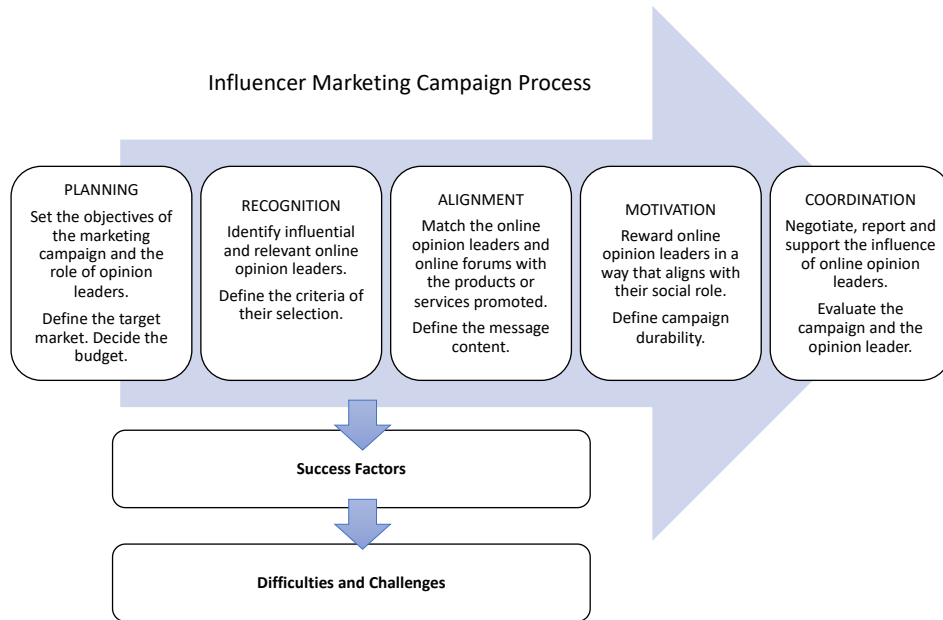 Influencer Marketing Campaign Process
PLANNING
Set the objectives of
the marketing
campaign and the
role of opinion
leaders.
Define the target
market. Decide the
budget.
RECOGNITION
Identify influential
and relevant online
opinion leaders.
Define the criteria of
their selection.
ALIGNMENT
Match the online
opinion leaders and
online forums with
the products or
services promoted.
Define the message
content.
MOTIVATION
Reward online
opinion leaders in a
way that aligns with
their social role.
Define campaign
durability.
COORDINATION
Negotiate, report and
support the influence
of online opinion
leaders.
Evaluate the
campaign and the
opinion leader.
Success Factors
Difficulties and Challenges